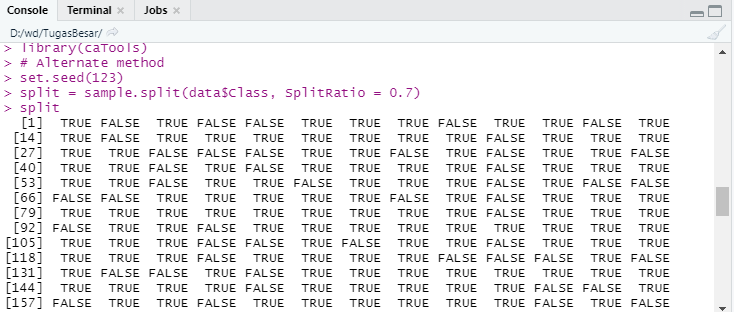 Console Terminal × Jobs ×
D:/wd/TugasBesar/
> library(caTools)
> # Alternate method
> set.seed(123)
> split = sample.split(data$Class, SplitRatio = 0.7)
> split
[1] TRUE FALSE TRUE FALSE FALSE TRUE TRUE TRUE FALSE TRUE TRUE FALSE TRUE
[14] TRUE FALSE TRUE TRUE TRUE TRUE TRUE TRUE TRUE FALSE TRUE TRUE TRUE
[27] TRUE TRUE FALSE FALSE FALSE TRUE TRUE FALSE TRUE FALSE TRUE TRUE FALSE
[40] TRUE TRUE FALSE TRUE FALSE TRUE TRUE TRUE TRUE FALSE TRUE TRUE TRUE
[53] TRUE TRUE FALSE TRUE TRUE FALSE TRUE TRUE TRUE FALSE TRUE FALSE FALSE
[66] FALSE FALSE TRUE TRUE TRUE TRUE TRUE FALSE TRUE FALSE TRUE TRUE TRUE
[79] TRUE TRUE TRUE TRUE TRUE TRUE TRUE TRUE TRUE FALSE TRUE TRUE TRUE
[92] FALSE TRUE TRUE FALSE TRUE TRUE TRUE TRUE TRUE TRUE TRUE TRUE TRUE
[105] TRUE TRUE TRUE FALSE FALSE TRUE FALSE TRUE TRUE FALSE TRUE TRUE TRUE
[118] TRUE TRUE TRUE FALSE TRUE TRUE TRUE TRUE FALSE FALSE FALSE TRUE FALSE
[131] TRUE FALSE FALSE TRUE FALSE TRUE TRUE TRUE TRUE TRUE TRUE TRUE TRUE
[144] TRUE TRUE TRUE FALSE TRUE TRUE TRUE TRUE TRUE TRUE FALSE FALSE TRUE
[157] FALSE TRUE TRUE FALSE TRUE TRUE TRUE TRUE TRUE TRUE FALSE TRUE FALSE